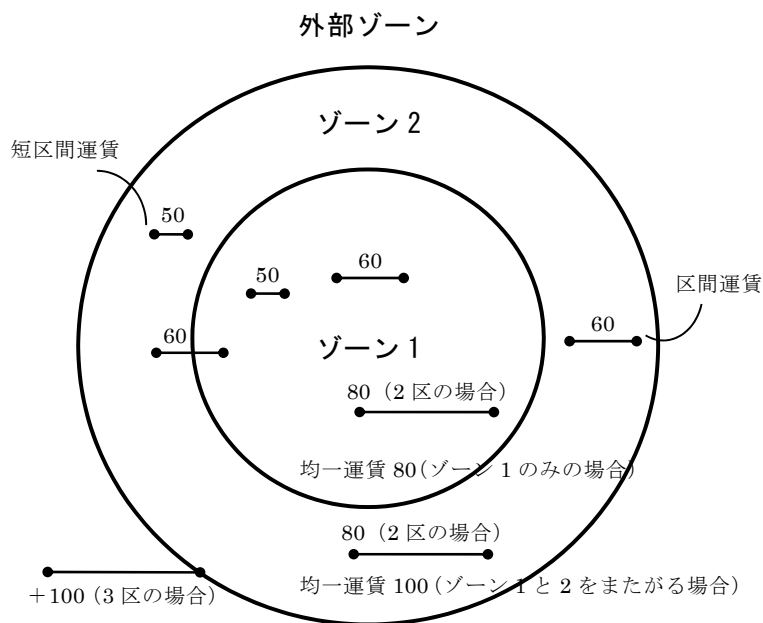 外部ゾーン
ゾーン 2
短区間運賃
50
50
60
区間運賃
60
60
ゾーン 1
80（2 区の場合）
均一運賃 80（ゾーン 1 のみの場合）
80（2 区の場合）
均一運賃 100（ゾーン 1 と 2 をまたがる場合）
＋100（3 区の場合）